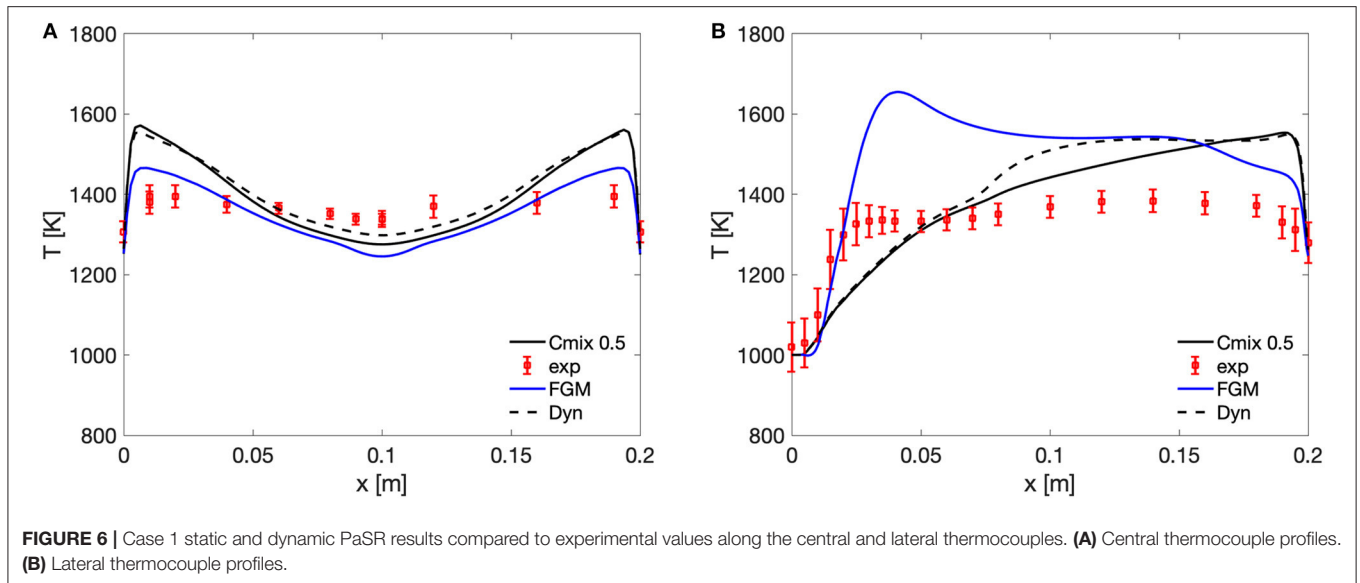 A
1800
1600
1400
1200
1000
800
T [K]
0
0.05
0.1
0.15
0.2
x [m]
Cmix 0.5
exp
FGM
Dyn
B
1800
1600
1400
1200
1000
800
T [K]
0
0.05
0.1
0.15
0.2
x [m]
Cmix 0.5
exp
FGM
Dyn
FIGURE 6 | Case 1 static and dynamic PaSR results compared to experimental values along the central and lateral thermocouples. (A) Central thermocouple profiles.
(B) Lateral thermocouple profiles.